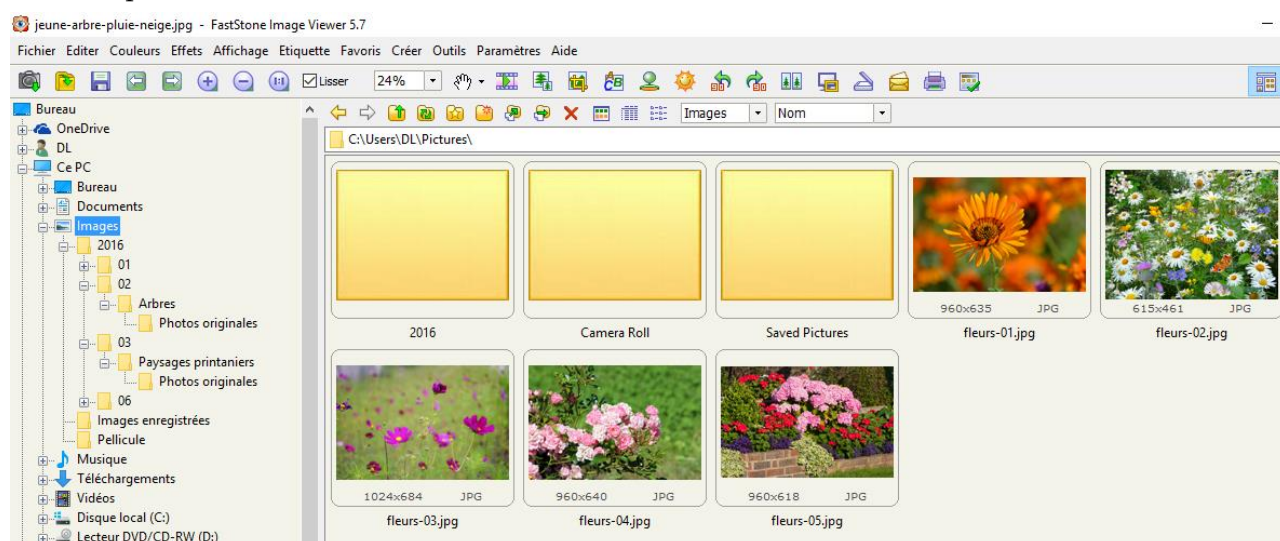 jeune-arbre-pluie-neige.jpg - FastStone Image Viewer 5.7
Fichier Editer Couleurs Effets Affichage Etiquette Favoris Créer Outils Paramètres Aide
Lisser 24%
Bureau
OneDrive
DL
Ce PC
Bureau
Documents
Images
2016
01
02
Arbres
Photos originales
03
Paysages printaniers
Photos originales
06
Images enregistrées
Pellicule
Musique
Téléchargements
Vidéos
Disque local (C:)
Lecteur DVD/CD-RW (D:)
Images Nom
C:\Users\DL\Pictures\
2016 Camera Roll Saved Pictures
960x635 JPG
fleurs-01.jpg
615x461 JPG
fleurs-02.jpg
1024x684 JPG
fleurs-03.jpg
960x640 JPG
fleurs-04.jpg
960x618 JPG
fleurs-05.jpg